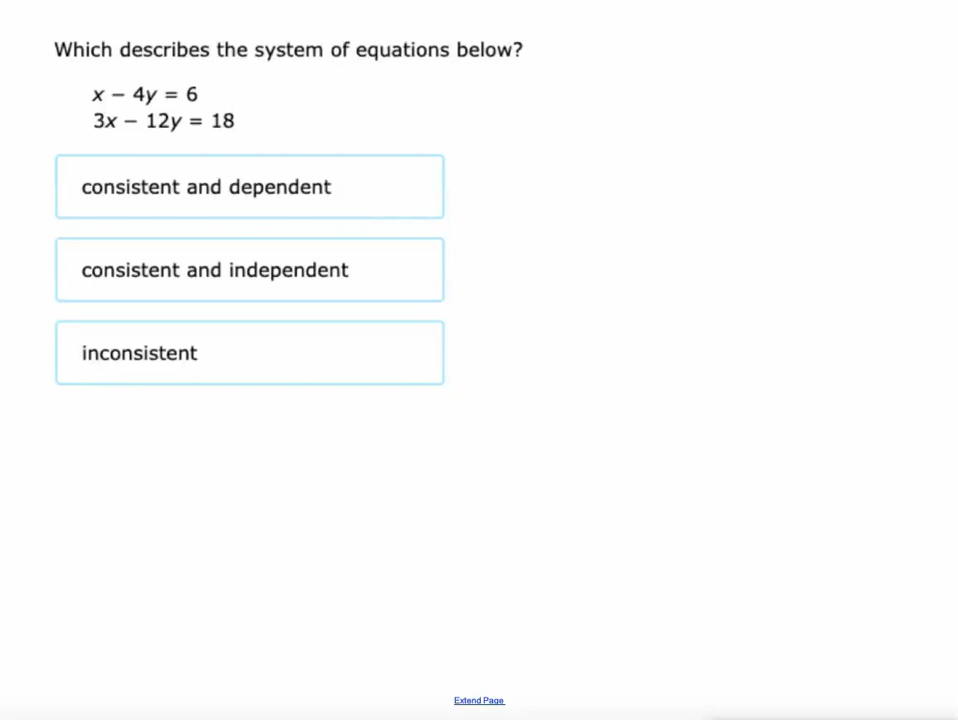 Which describes the system of equations below?
x − 4y = 6
3x − 12y = 18
consistent and dependent
consistent and independent
inconsistent
Extend Page